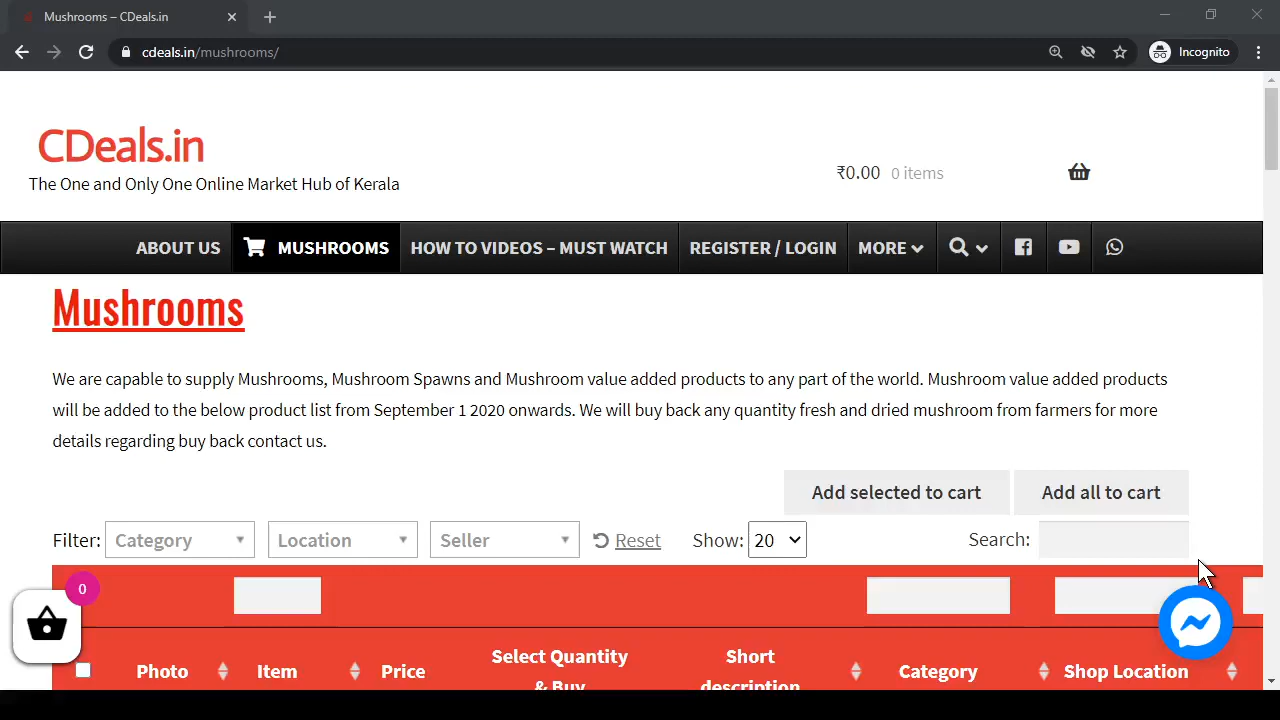 Mushrooms – CDeals.in
cdeals.in/mushrooms/
Incognito
CDeals.in
The One and Only One Online Market Hub of Kerala
₹0.00 0 items
ABOUT US MUSHROOMS HOW TO VIDEOS – MUST WATCH REGISTER / LOGIN MORE
Mushrooms
We are capable to supply Mushrooms, Mushroom Spawns and Mushroom value added products to any part of the world. Mushroom value added products
will be added to the below product list from September 1 2020 onwards. We will buy back any quantity fresh and dried mushroom from farmers for more
details regarding buy back contact us.
Add selected to cart Add all to cart
Filter: Category Location Seller Reset Show: 20 Search:
0
Photo Item Price Select Quantity & Buy Short description Category Shop Location